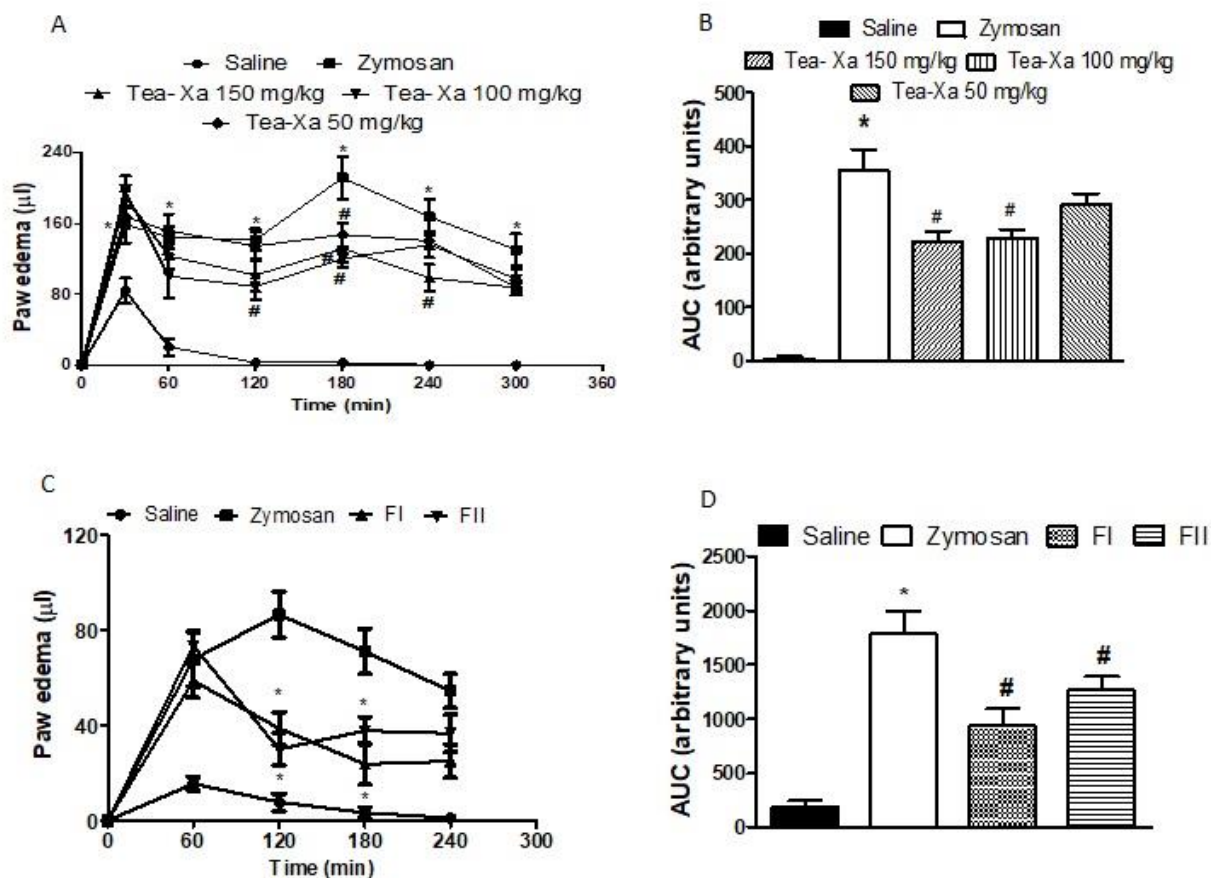 A
Saline Zymosan
Tea-Xa 150 mg/kg Tea-Xa 100 mg/kg
Tea-Xa 50 mg/kg
Paw edema (µl)
240
160
80
0
* * * * * *
# # # # #
0 60 120 180 240 300 360
Time (min)
B
Saline Zymosan
Tea- Xa 150 mg/kg Tea-Xa 100 mg/kg
Tea-Xa 50 mg/kg
AUC (arbitrary units)
500
400
300
200
100
0
*
# #
C
Saline Zymosan FI FII
Paw edema (µl)
120
80
40
0
* *
* *
0 60 120 180 240 300
Time (min)
D
Saline Zymosan FI FII
AUC (arbitrary units)
2500
2000
1500
1000
500
0
*
# #